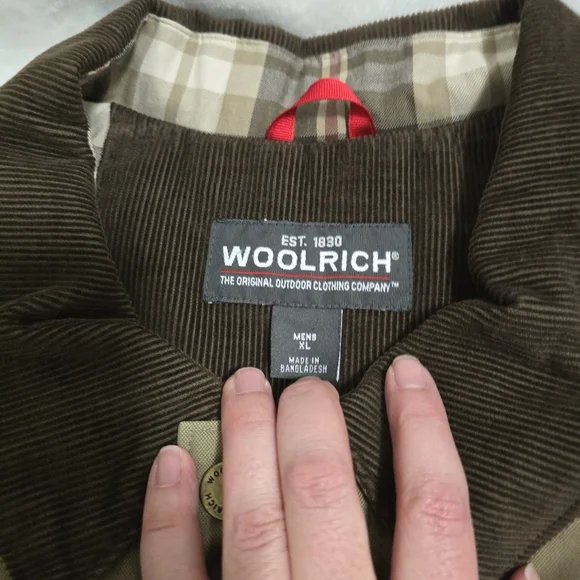 EST. 1830
WOOLRICH®
THE ORIGINAL OUTDOOR CLOTHING COMPANY™
MENS
XL
MADE IN
BANGLADESH